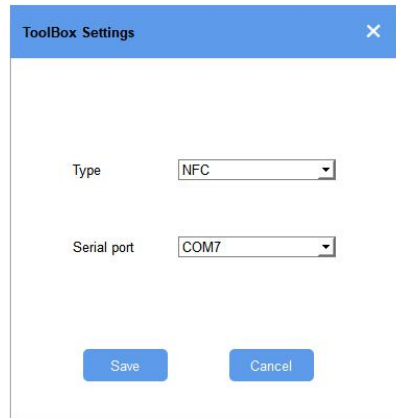 ToolBox Settings
Type NFC
Serial port COM7
Save Cancel